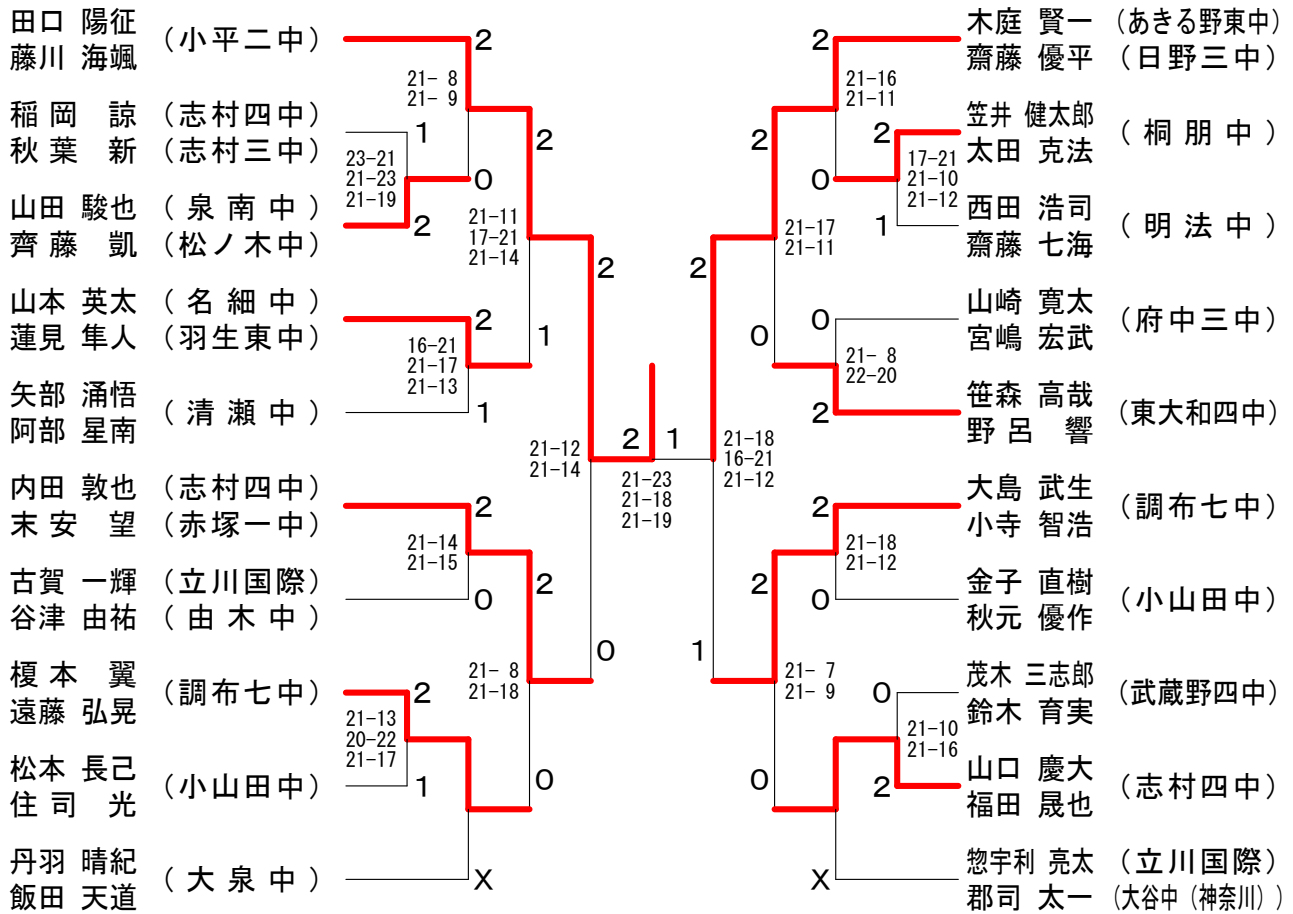 田口 陽征 (小平二中)
藤川 海颯
2
21- 8
21- 9
稲岡 諒 (志村四中)
秋葉 新 (志村三中)
1
23-21
21-23
21-19
0
山田 駿也 (泉南中)
齊藤 凱 (松ノ木中)
2
2
21-11
17-21
21-14
山本 英太 (名細中)
蓮見 隼人 (羽生東中)
2
16-21
21-17
21-13
1
矢部 涌悟 (清瀬中)
阿部 星南
1
2
21-12
21-14
内田 敦也 (志村四中)
末安 望 (赤塚一中)
2
21-14
21-15
古賀 一輝 (立川国際)
谷津 由祐 (由木中)
0
2
21- 8
21-18
0
榎本 翼 (調布七中)
遠藤 弘晃
2
21-13
20-22
21-17
松本 長己 (小山田中)
住司 光
1
0
丹羽 晴紀 (大泉中)
飯田 天道
X
2 1
21-23
21-18
21-19
木庭 賢一 (あきる野東中)
齋藤 優平 (日野三中)
2
21-16
21-11
笠井 健太郎 (桐朋中)
太田 克法
2
17-21
21-10
21-12
0
西田 浩司 (明法中)
齋藤 七海
1
2
21-17
21-11
2
山崎 寛太 (府中三中)
宮嶋 宏武
0
21- 8
22-20
0
笹森 高哉 (東大和四中)
野呂 響
2
21-18
16-21
21-12
大島 武生 (調布七中)
小寺 智浩
2
21-18
21-12
金子 直樹 (小山田中)
秋元 優作
0
2
21- 7
21- 9
1
茂木 三志郎 (武蔵野四中)
鈴木 育実
0
21-10
21-16
山口 慶大 (志村四中)
福田 晟也
2
0
惣宇利 亮太 (立川国際)
郡司 太一 (大谷中(神奈川))
X